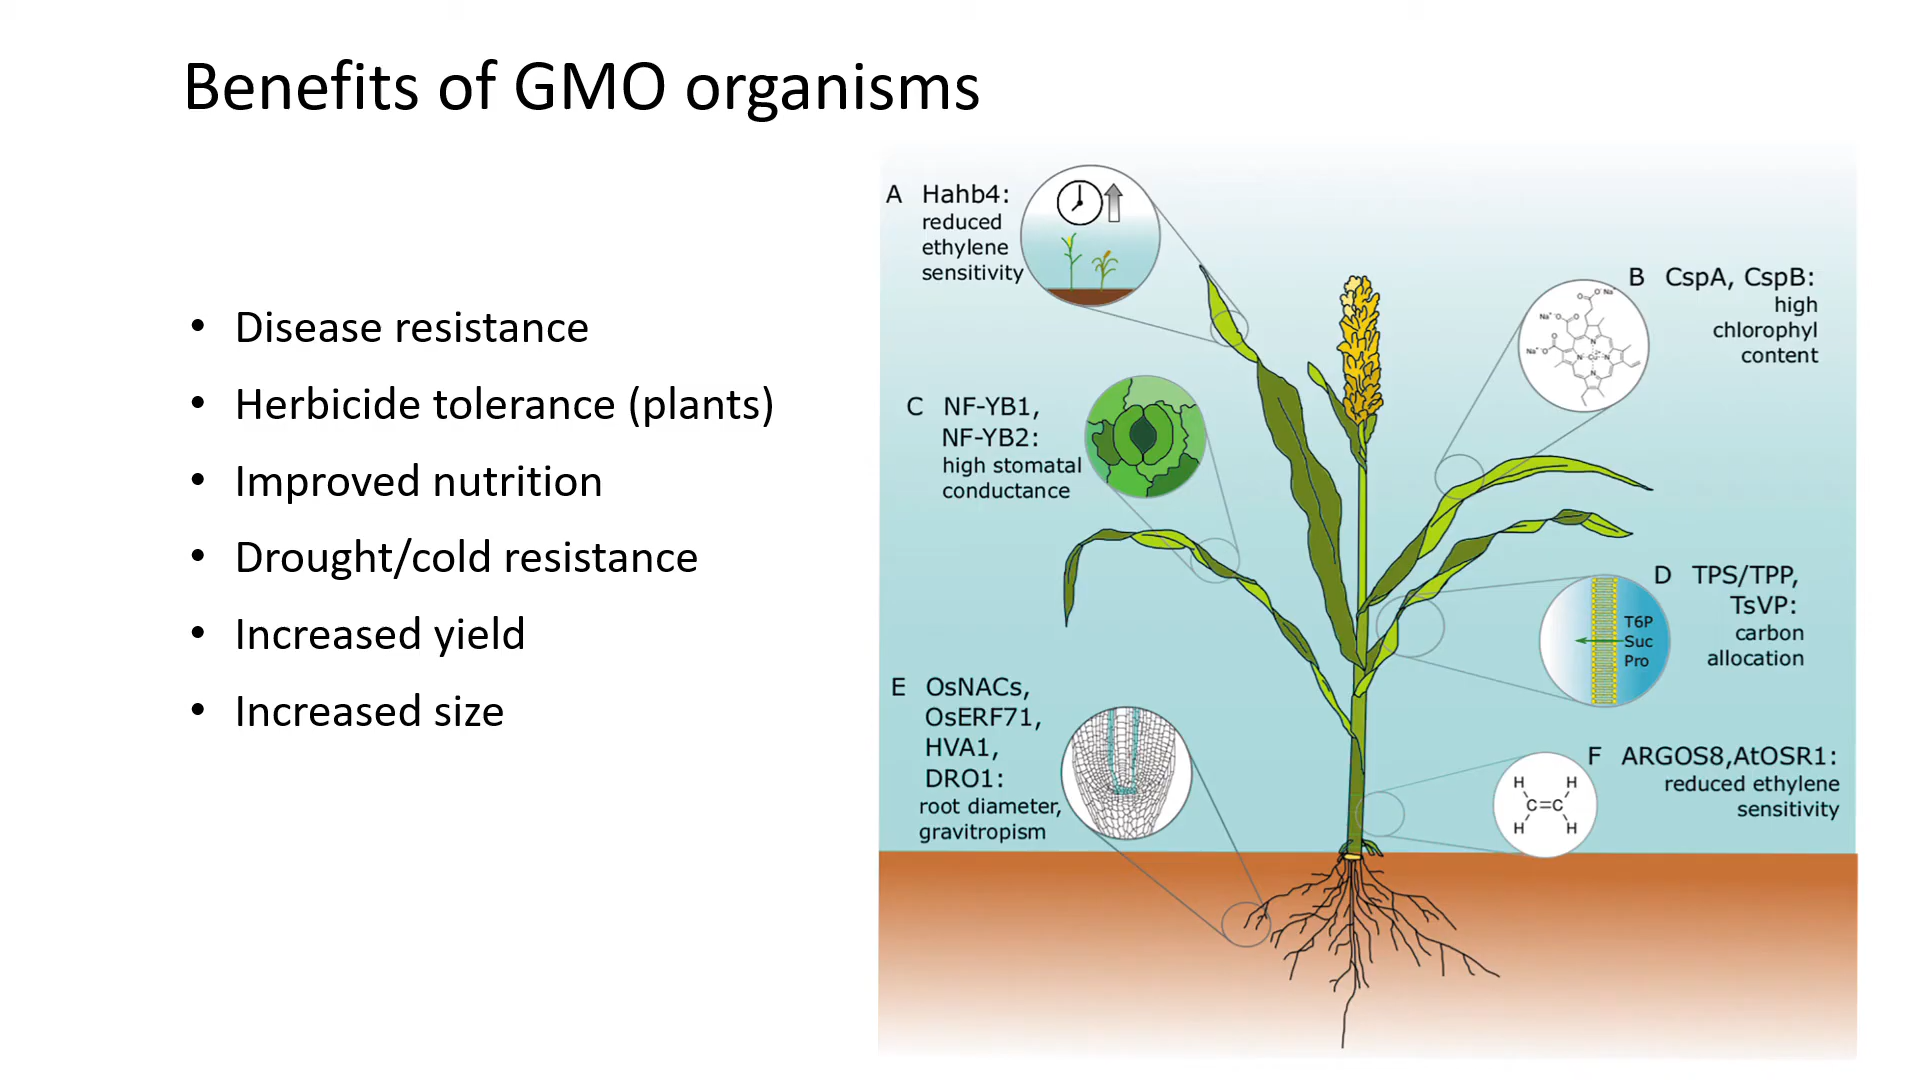 Benefits of GMO organisms
• Disease resistance
• Herbicide tolerance (plants)
• Improved nutrition
• Drought/cold resistance
• Increased yield
• Increased size
A Hahb4:
reduced
ethylene
sensitivity
B CspA, CspB:
high
chlorophyl
content
C NF-YB1,
NF-YB2:
high stomatal
conductance
D TPS/TPP,
TsVP:
carbon
allocation
T6P
Suc
Pro
E OsNACs,
OsERF71,
HVA1,
DRO1:
root diameter,
gravitropism
F ARGOS8,AtOSR1:
reduced ethylene
sensitivity
H H
C=C
H H